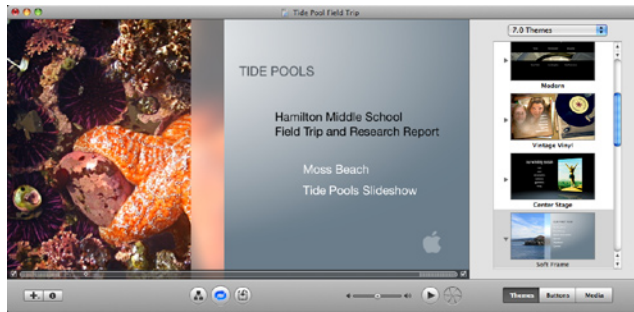 Tide Pool Field Trip
TIDE POOLS
Hamilton Middle School
Field Trip and Research Report
Moss Beach
Tide Pools Slideshow
7.0 Themes
Modern
Vintage Vinyl
Center Stage
Soft Frame
Themes
Buttons
Media